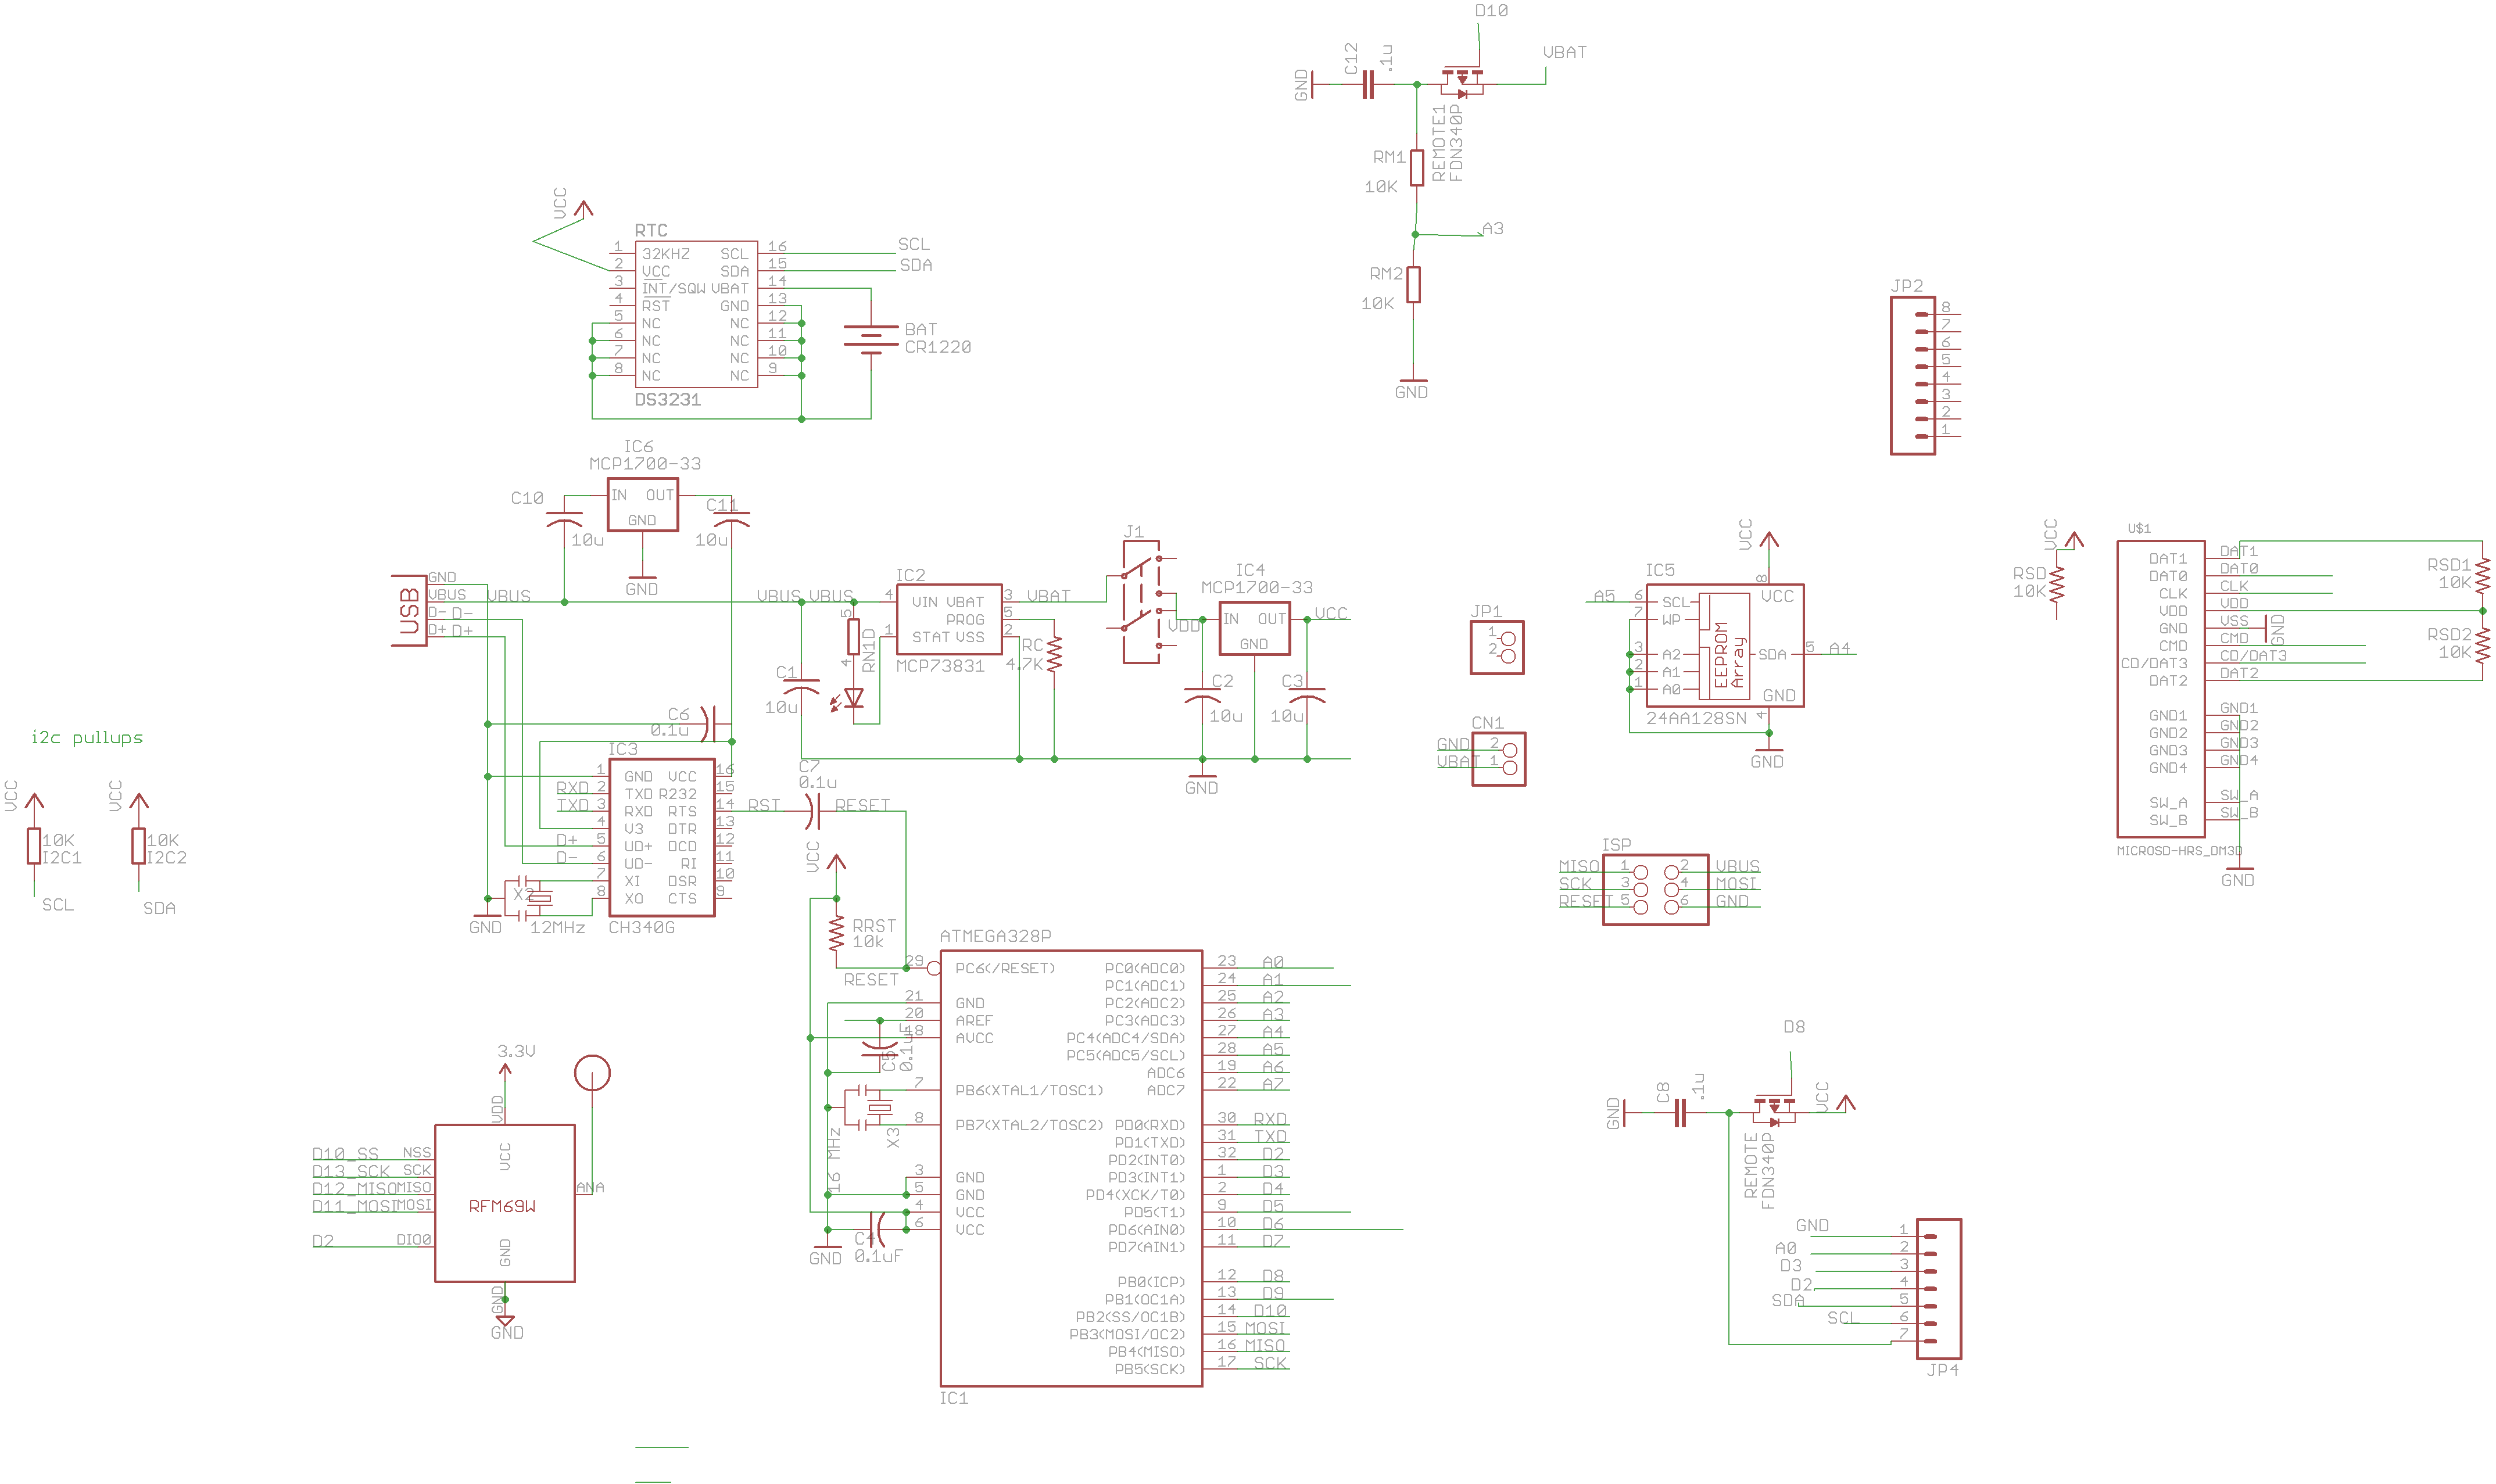 D10
VBAT
C12
.1u
GND
REMOTE1
FDN340P
RM1
10K
A3
RM2
10K
GND
VCC
RTC
1 32KHZ SCL 16 SCL
2 VCC SDA 15 SDA
3 INT/SQW VBAT 14
4 RST GND 13
5 NC NC 12
6 NC NC 11
7 NC NC 10
8 NC NC 9
DS3231
BAT
CR1220
JP2
8
7
6
5
4
3
2
1
IC6
MCP1700-33
IN OUT
GND
C10
10u
C11
10u
GND
USB
GND
VBUS VBUS
D- D-
D+ D+
VBUS VBUS
IC2
4 VIN VBAT 3 VBAT
PROG 5
1 STAT VSS 2
MCP73831
5
4
RN1D
C1
10u
RC
4.7K
J1
VDD
IC4
MCP1700-33
IN OUT
GND
VCC
C2
10u
C3
10u
GND
JP1
1
2
CN1
GND 2
VBAT 1
VCC
IC5
A5 6 SCL
7 WP
3 A2
2 A1
1 A0
8 VCC
EEPROM
Array
SDA 5 A4
GND
4
24AA128SN
GND
VCC
RSD
10K
U$1
DAT1 DAT1
DAT0 DAT0
CLK CLK
VDD VDD
GND VSS GND
CMD CMD
CD/DAT3 CD/DAT3
DAT2 DAT2
GND1 GND1
GND2 GND2
GND3 GND3
GND4 GND4
SW_A SW_A
SW_B SW_B
MICROSD-HRS_DM3D
GND
RSD1
10K
RSD2
10K
i2c pullups
VCC
10K
I2C1
SCL
VCC
10K
I2C2
SDA
C6
0.1u
IC3
1 GND VCC 16
RXD 2 TXD R232 15
TXD 3 RXD RTS 14 RST
4 V3 DTR 13
D+ 5 UD+ DCD 12
D- 6 UD- RI 11
7 XI DSR 10
8 XO CTS 9
CH340G
X2
12MHz
GND
C7
0.1u
RESET
VCC
RRST
10k
RESET
ISP
MISO 1 2 VBUS
SCK 3 4 MOSI
RESET 5 6 GND
ATMEGA328P
29 PC6(/RESET)
21 GND
20 AREF
18 AVCC
7 PB6(XTAL1/TOSC1)
8 PB7(XTAL2/TOSC2)
3 GND
5 GND
4 VCC
6 VCC
PC0(ADC0) 23 A0
PC1(ADC1) 24 A1
PC2(ADC2) 25 A2
PC3(ADC3) 26 A3
PC4(ADC4/SDA) 27 A4
PC5(ADC5/SCL) 28 A5
ADC6 19 A6
ADC7 22 A7
PD0(RXD) 30 RXD
PD1(TXD) 31 TXD
PD2(INT0) 32 D2
PD3(INT1) 1 D3
PD4(XCK/T0) 2 D4
PD5(T1) 9 D5
PD6(AIN0) 10 D6
PD7(AIN1) 11 D7
PB0(ICP) 12 D8
PB1(OC1A) 13 D9
PB2(SS/OC1B) 14 D10
PB3(MOSI/OC2) 15 MOSI
PB4(MISO) 16 MISO
PB5(SCK) 17 SCK
IC1
C5
0.1uF
16 MHz
X3
C4
0.1uF
GND
3.3V
VDD
VCC
D10_SS NSS
D13_SCK SCK
D12_MISO MISO
D11_MOSI MOSI
D2 DIO0
RFM69W
ANA
GND
GND
GND
D8
C8
.1u
GND
VCC
REMOTE
FDN340P
GND 1
A0 2
D3 3
D2 4
SDA 5
SCL 6
7
JP4